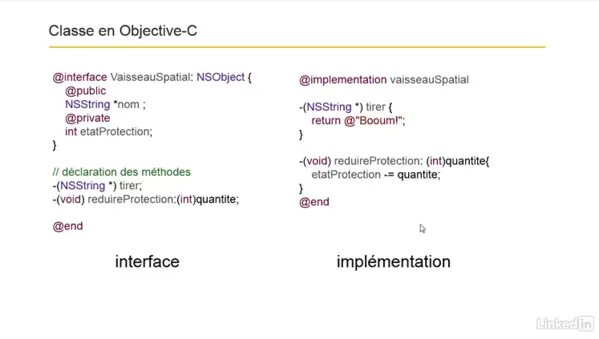 Classe en Objective-C
@interface VaisseauSpatial: NSObject {
@public
NSString *nom ;
@private
int etatProtection;
}
// déclaration des méthodes
-(NSString *) tirer;
-(void) reduireProtection:(int)quantite;
@end
interface
@implementation vaisseauSpatial
-(NSString *) tirer {
return @"Booum!";
}
-(void) reduireProtection: (int)quantite{
etatProtection -= quantite;
}
@end
implémentation
LinkedIn